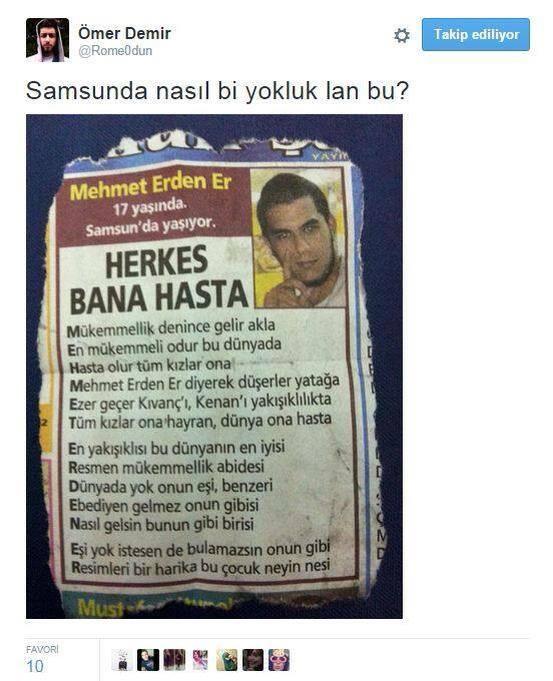 Ömer Demir
@Rome0dun
Takip ediliyor
Samsunda nasıl bi yokluk lan bu?
YAYIN
Mehmet Erden Er
17 yaşında.
Samsun'da yaşıyor.
HERKES
BANA HASTA
Mükemmellik denince gelir akla
En mükemmeli odur bu dünyada
Hasta olur tüm kızlar ona
Mehmet Erden Er diyerek düşerler yatağa
Ezer geçer Kıvanç'ı, Kenan'ı yakışıklılıkta
Tüm kızlar ona hayran, dünya ona hasta
En yakışıklısı bu dünyanın en iyisi
Resmen mükemmellik abidesi
Dünyada yok onun eşi, benzeri
Ebediyen gelmez onun gibisi
Nasıl gelsin bunun gibi birisi
Eşi yok istesen de bulamazsın onun gibi
Resimleri bir harika bu çocuk neyin nesi
FAVORİ
10